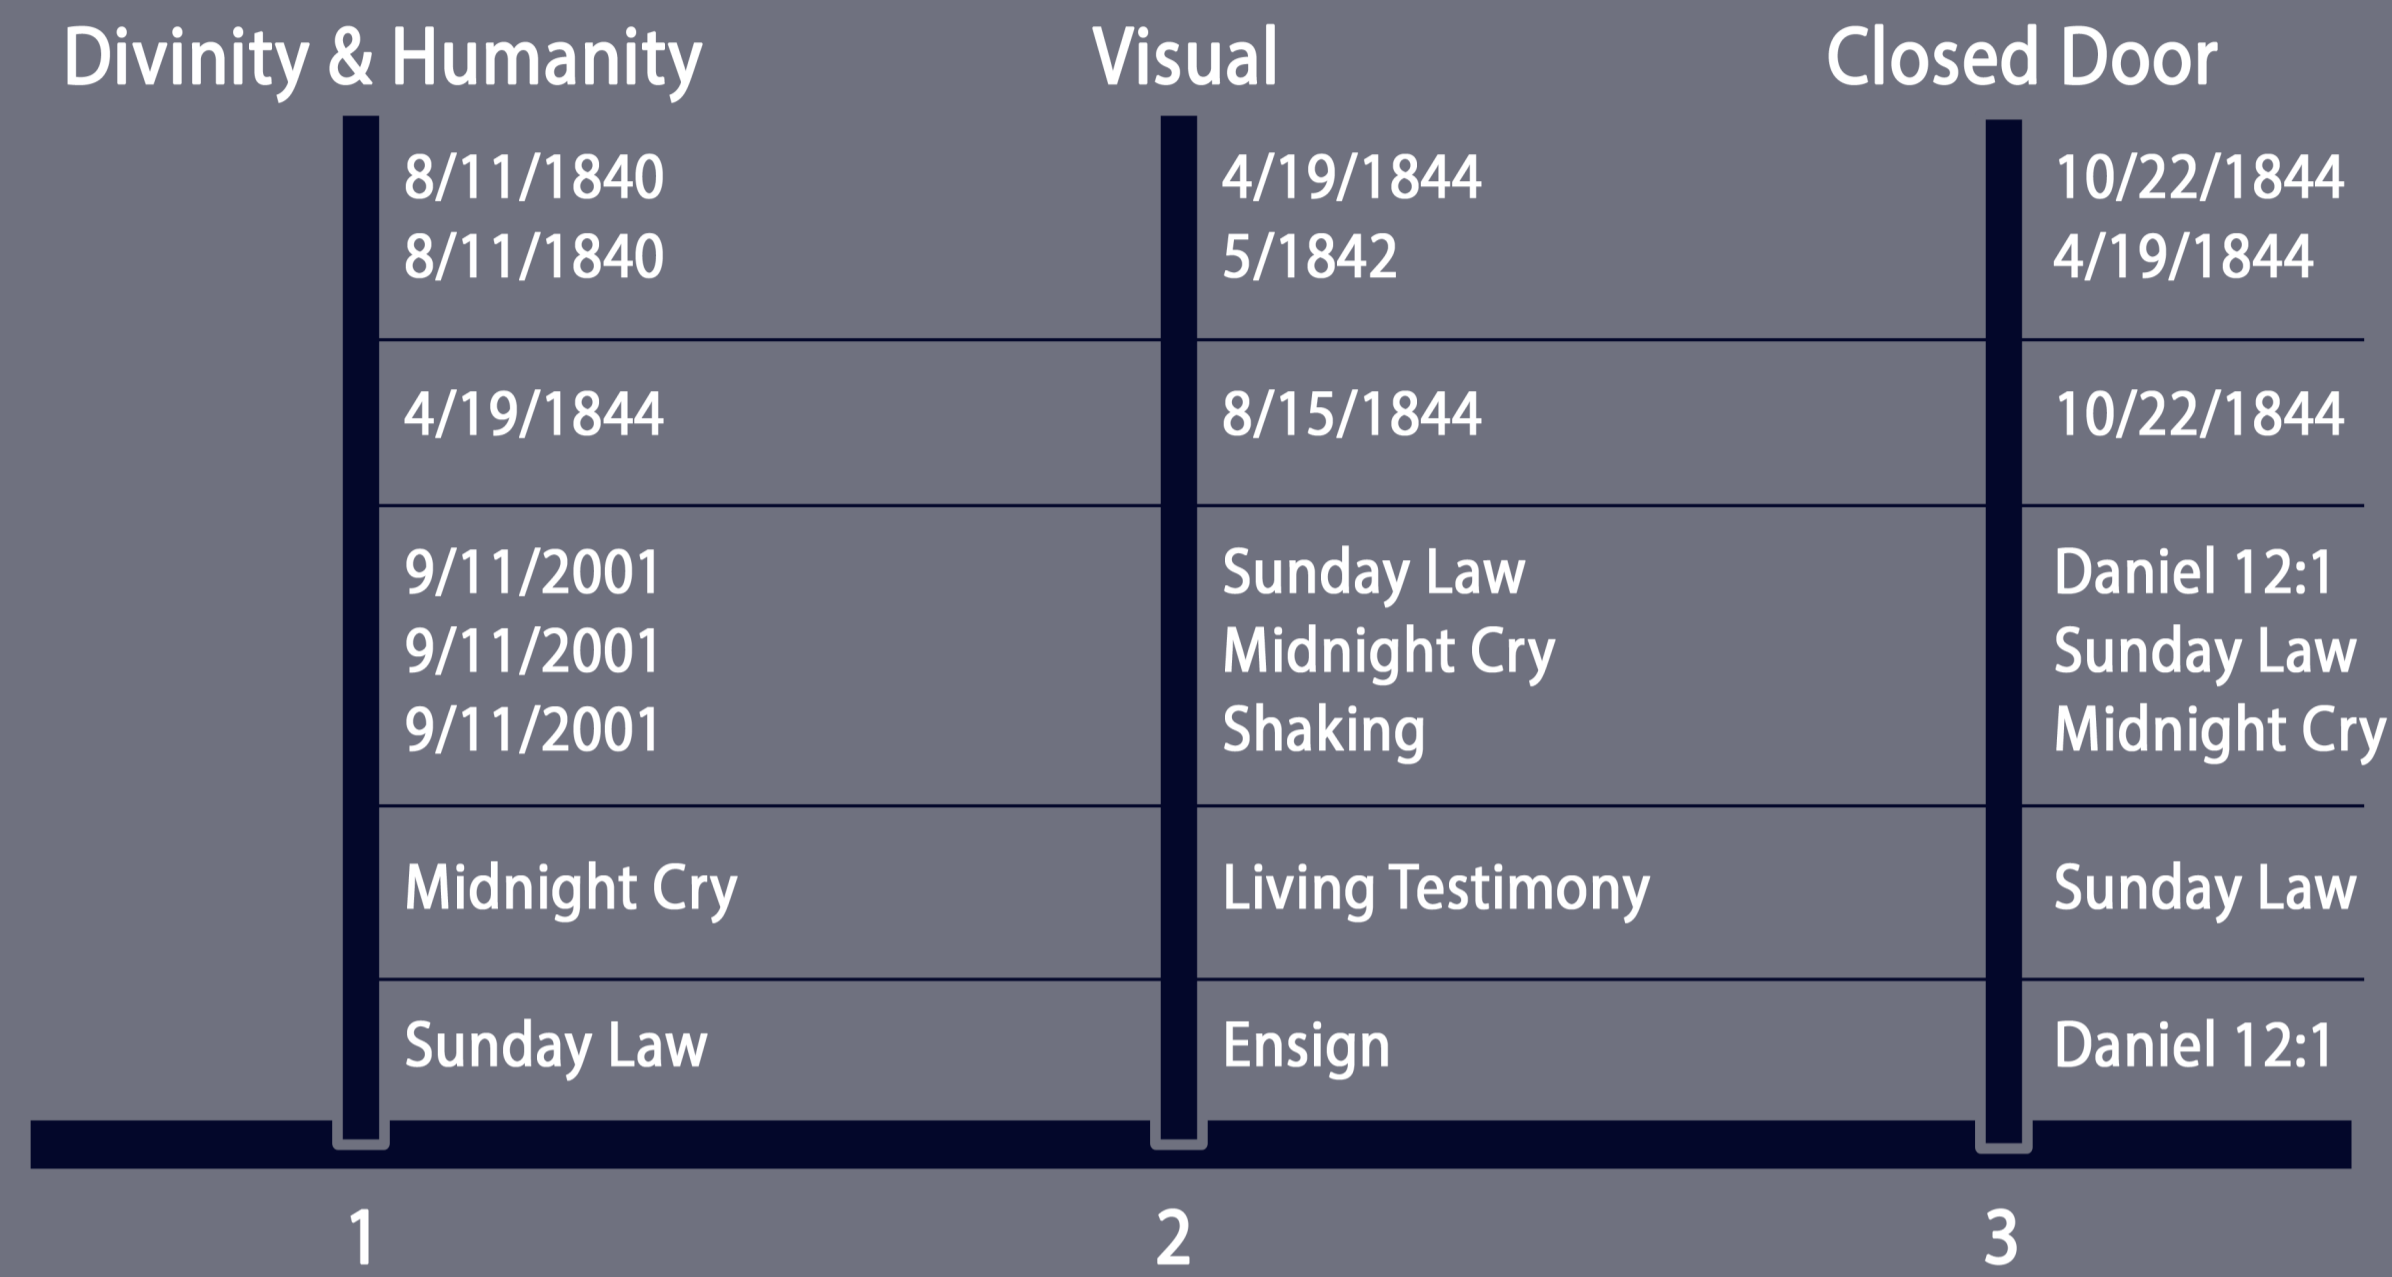 Divinity & Humanity Visual Closed Door
8/11/1840 4/19/1844 10/22/1844
8/11/1840 5/1842 4/19/1844
4/19/1844 8/15/1844 10/22/1844
9/11/2001 Sunday Law Daniel 12:1
9/11/2001 Midnight Cry Sunday Law
9/11/2001 Shaking Midnight Cry
Midnight Cry Living Testimony Sunday Law
Sunday Law Ensign Daniel 12:1
1 2 3